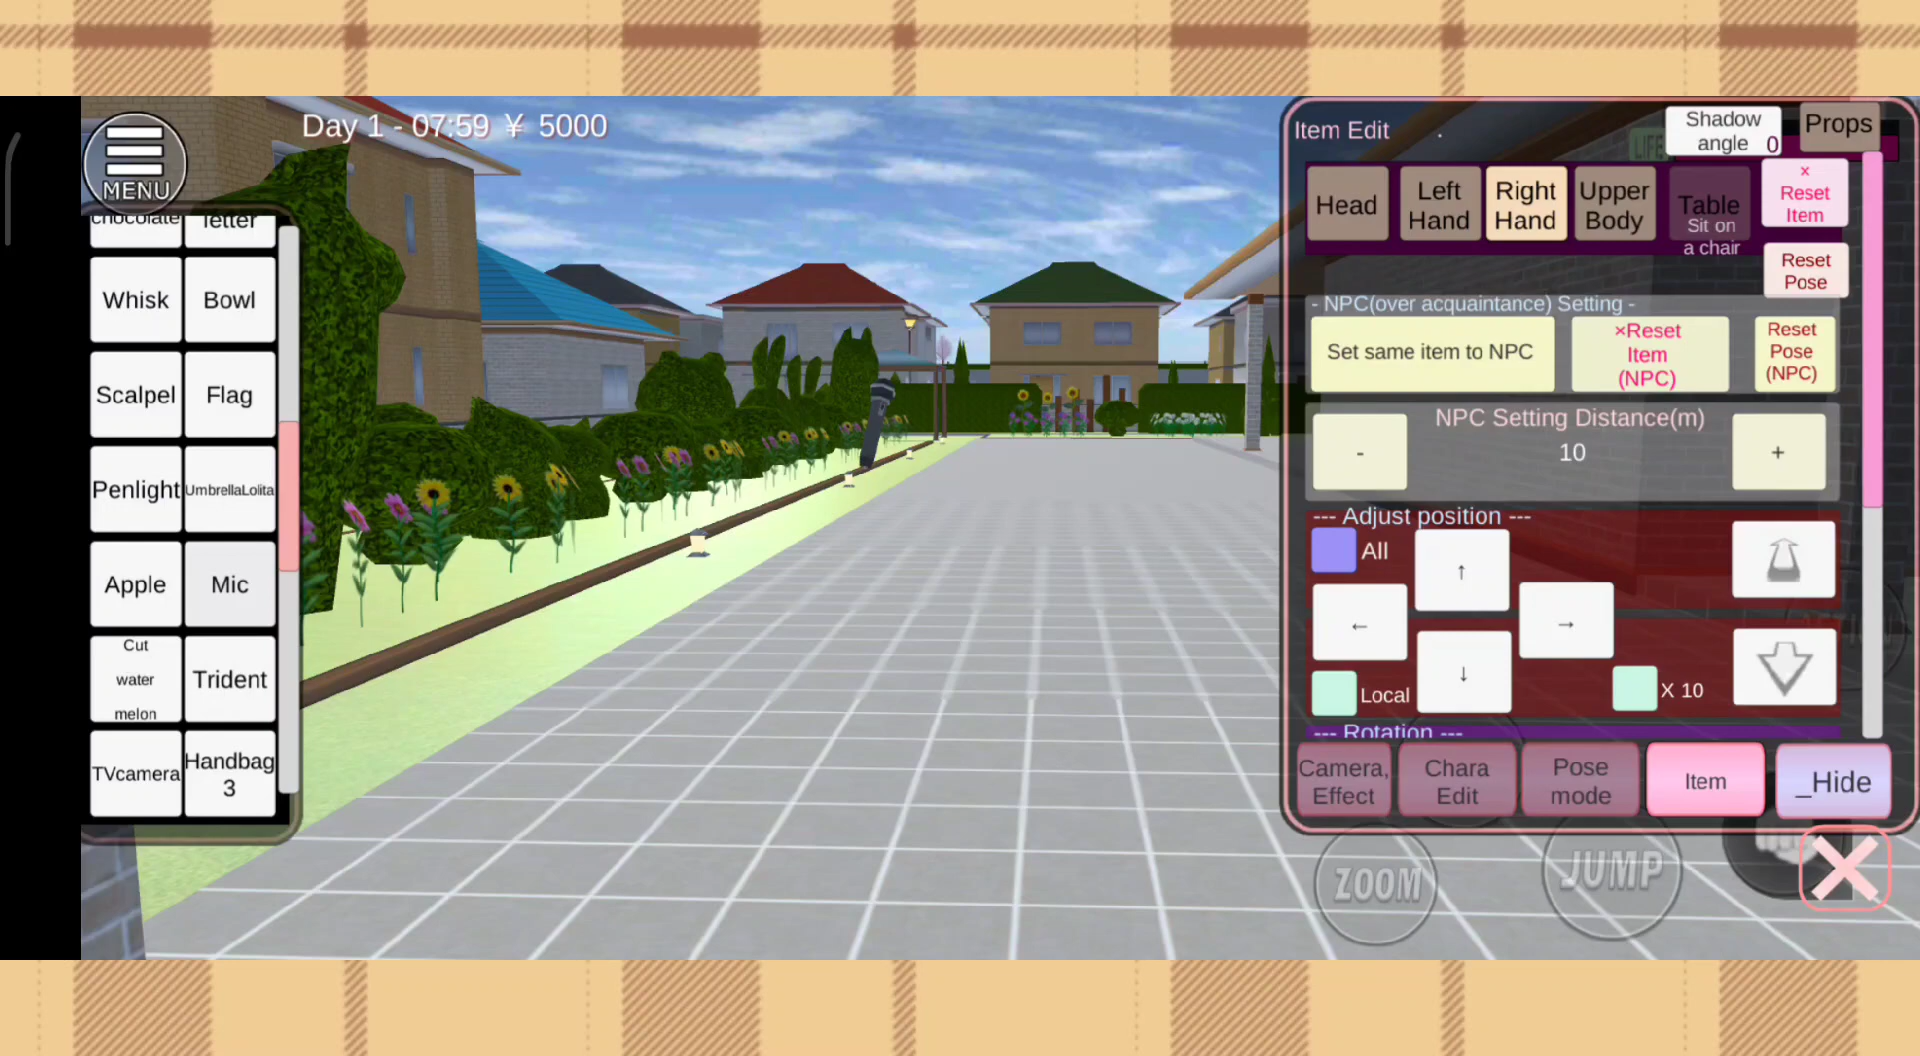 Day 1 - 07:59 ¥ 5000
MENU
chocolate
letter
Whisk
Bowl
Scalpel
Flag
Penlight
UmbrellaLolita
Apple
Mic
Cut
water
melon
Trident
TVcamera
Handbag
3
Item Edit
Shadow
angle 0
Props
LIFE
Head
Left
Hand
Right
Hand
Upper
Body
Table
Sit on
a chair
×
Reset
Item
Reset
Pose
- NPC(over acquaintance) Setting -
Set same item to NPC
×Reset
Item
(NPC)
Reset
Pose
(NPC)
NPC Setting Distance(m)
-
10
+
--- Adjust position ---
All
↑
←
→
↓
Local
X 10
--- Rotation ---
Camera,
Effect
Chara
Edit
Pose
mode
Item
_Hide
ZOOM
JUMP